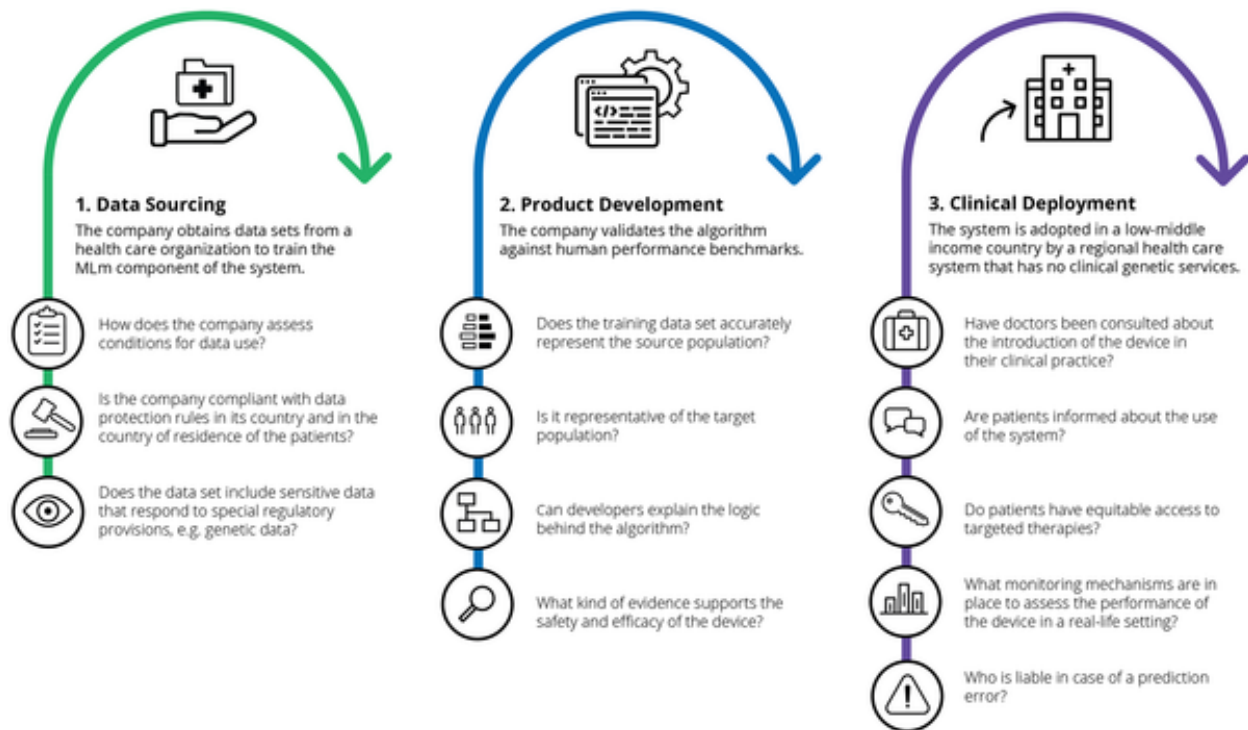 1. Data Sourcing
The company obtains data sets from a
health care organization to train the
MLm component of the system.
How does the company assess
conditions for data use?
Is the company compliant with data
protection rules in its country and in the
country of residence of the patients?
Does the data set include sensitive data
that respond to special regulatory
provisions, e.g. genetic data?
</>
2. Product Development
The company validates the algorithm
against human performance benchmarks.
Does the training data set accurately
represent the source population?
Is it representative of the target
population?
Can developers explain the logic
behind the algorithm?
What kind of evidence supports the
safety and efficacy of the device?
3. Clinical Deployment
The system is adopted in a low-middle
income country by a regional health care
system that has no clinical genetic services.
Have doctors been consulted about
the introduction of the device in
their clinical practice?
Are patients informed about the use
of the system?
Do patients have equitable access to
targeted therapies?
What monitoring mechanisms are in
place to assess the performance of
the device in a real-life setting?
Who is liable in case of a prediction
error?